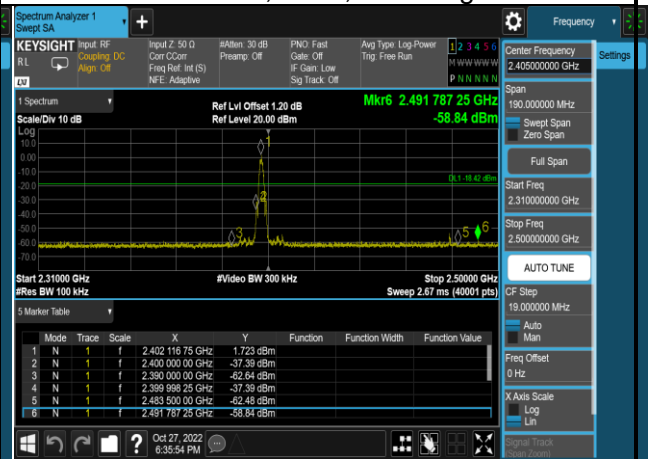 Spectrum Analyzer 1
Swept SA
+
Frequency
KEYSIGHT Input: RF Input Z: 50 Ω #Atten: 30 dB PNO: Fast Avg Type: Log-Power 1 2 3 4 5 6
RL Coupling: DC Corr CCorr Preamp: Off Gate: Off Trig: Free Run M W W W W W
Align: Off Freq Ref: Int (S) IF Gain: Low P N N N N N
NFE: Adaptive Sig Track: Off
LXI
1 Spectrum
Scale/Div 10 dB
Ref Lvl Offset 1.20 dB
Ref Level 20.00 dBm
Mkr6 2.491 787 25 GHz
-58.84 dBm
Log
10.0
0.00
-10.0
-20.0
-30.0
-40.0
-50.0
-60.0
-70.0
1
2
3
5
6
DL1 -18.42 dBm
Start 2.31000 GHz #Video BW 300 kHz Stop 2.50000 GHz
#Res BW 100 kHz Sweep 2.67 ms (40001 pts)
5 Marker Table
Mode Trace Scale X Y Function Function Width Function Value
1 N 1 f 2.402 116 75 GHz 1.723 dBm
2 N 1 f 2.400 000 00 GHz -37.39 dBm
3 N 1 f 2.390 000 00 GHz -62.64 dBm
4 N 1 f 2.399 998 25 GHz -37.39 dBm
5 N 1 f 2.483 500 00 GHz -62.48 dBm
6 N 1 f 2.491 787 25 GHz -58.84 dBm
? Oct 27, 2022
6:35:54 PM
Center Frequency
2.405000000 GHz
Settings
Span
190.000000 MHz
Swept Span
Zero Span
Full Span
Start Freq
2.310000000 GHz
Stop Freq
2.500000000 GHz
AUTO TUNE
CF Step
19.000000 MHz
Auto
Man
Freq Offset
0 Hz
X Axis Scale
Log
Lin
Signal Track
(Span Zoom)